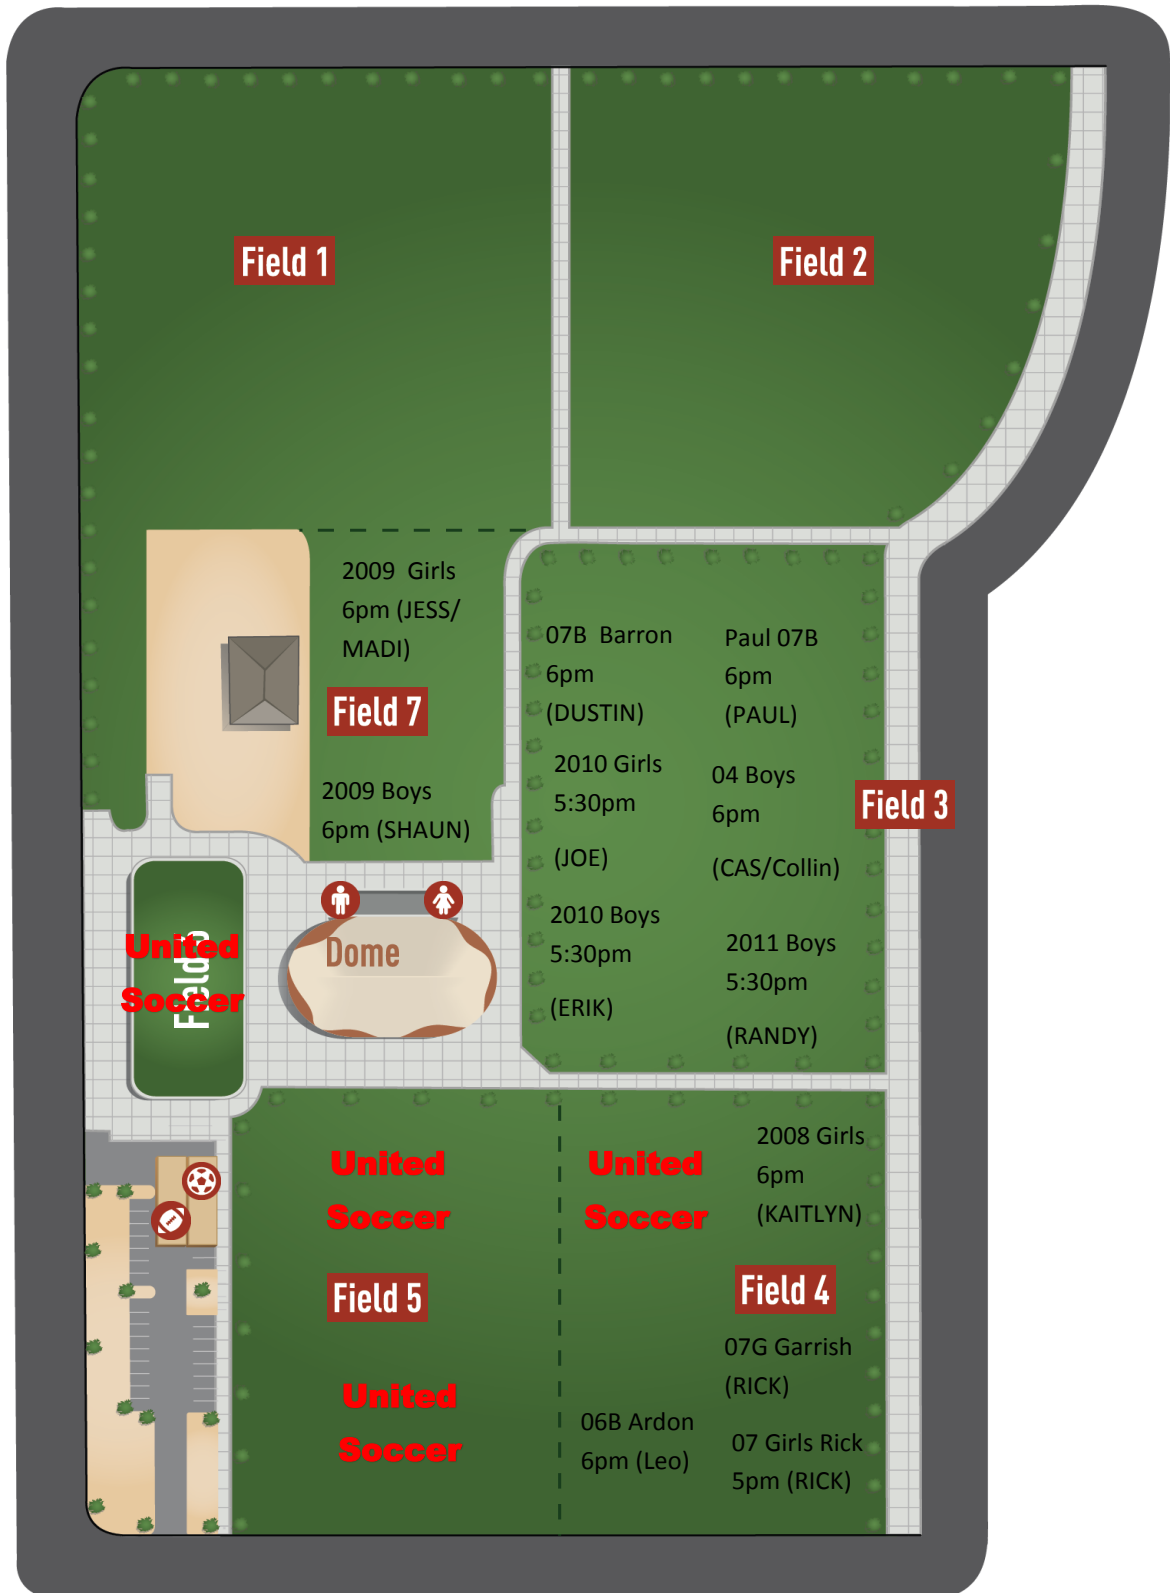 Field 1
Field 2
2009  Girls
6pm (JESS/
MADI)
Field 7
2009 Boys
6pm (SHAUN)
07B  Barron
6pm
(DUSTIN)
Paul 07B
6pm
(PAUL)
2010 Girls
5:30pm
(JOE)
04 Boys
6pm
(CAS/Collin)
Field 3
2010 Boys
5:30pm
(ERIK)
2011 Boys
5:30pm
(RANDY)
Field
United
Soccer
Dome
United
Soccer
Field 5
United
Soccer
United
Soccer
2008 Girls
6pm
(KAITLYN)
Field 4
07G Garrish
(RICK)
06B Ardon
6pm (Leo)
07 Girls Rick
5pm (RICK)